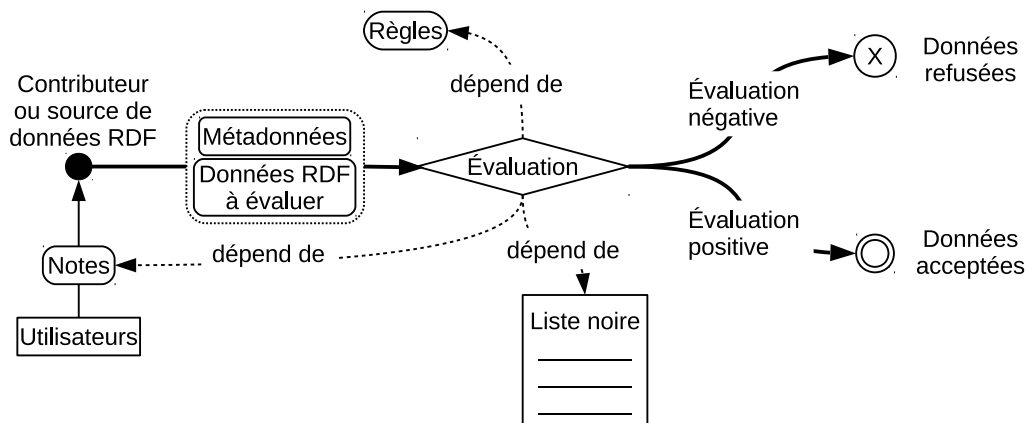 Règles
dépend de
Contributeur
ou source de
données RDF
Métadonnées
Données RDF
à évaluer
Évaluation
Évaluation
négative
X
Données
refusées
Évaluation
positive
Données
acceptées
dépend de
dépend de
Notes
Utilisateurs
Liste noire